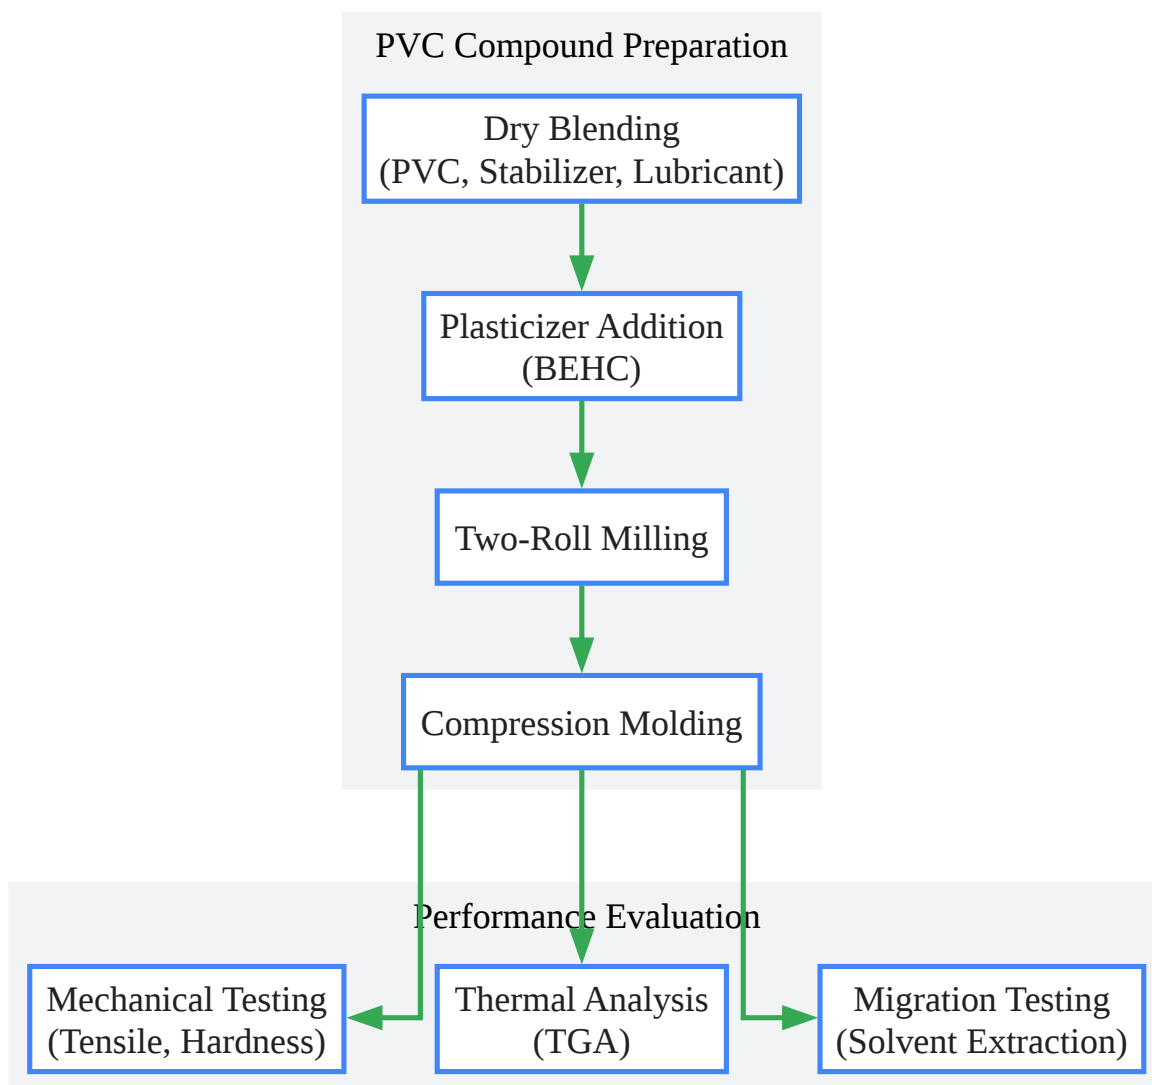 PVC Compound Preparation
Dry Blending
(PVC, Stabilizer, Lubricant)
Plasticizer Addition
(BEHC)
Two-Roll Milling
Compression Molding
Performance Evaluation
Mechanical Testing
(Tensile, Hardness)
Thermal Analysis
(TGA)
Migration Testing
(Solvent Extraction)